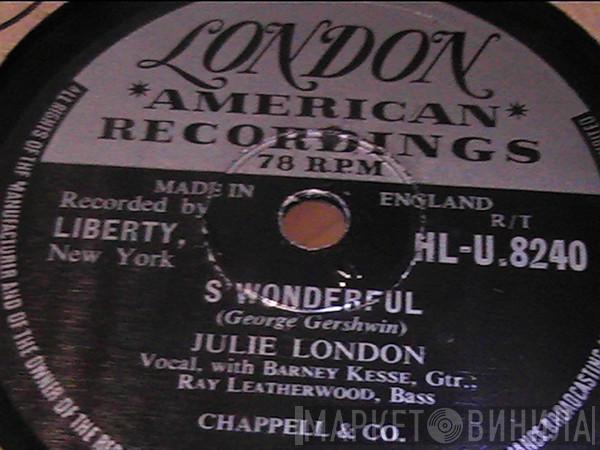 LONDON
*AMERICAN*
RECORDINGS
78 RPM
MADE IN ENGLAND
Recorded by
LIBERTY,
New York
R/T
HL-U.8240
S'WONDERFUL
(George Gershwin)
JULIE LONDON
Vocal, with BARNEY KESSE, Gtr.:
RAY LEATHERWOOD, Bass
CHAPPELL & CO.
ALL RIGHTS OF THE MANUFACTURER AND OF THE OWNER OF THE
BROADCASTING
МАРКЕТ ВИНИЛА